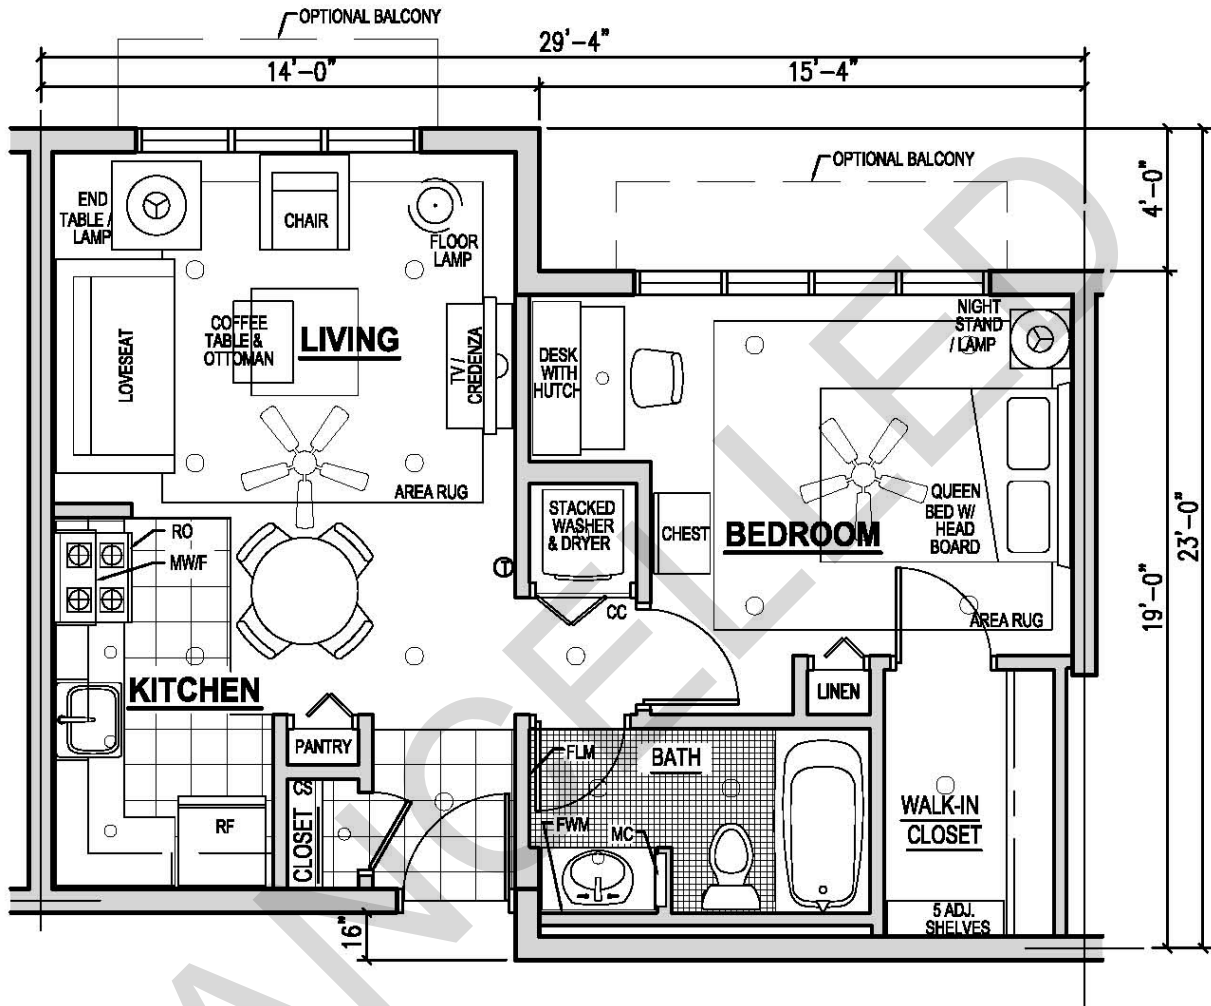 OPTIONAL BALCONY
29'-4"
14'-0"
15'-4"
OPTIONAL BALCONY
4'-0"
END
TABLE /
LAMP
CHAIR
FLOOR
LAMP
LOVESEAT
COFFEE
TABLE &
OTTOMAN
LIVING
TV/
CREDENZA
AREA RUG
DESK
WITH
HUTCH
NIGHT
STAND
/ LAMP
QUEEN
BED W/
HEAD
BOARD
CHEST
BEDROOM
AREA RUG
STACKED
WASHER
& DRYER
CC
T
RO
MW/F
KITCHEN
PANTRY
CS
CLOSET
RF
LINEN
FLM
BATH
FWM
MC
WALK-IN
CLOSET
5 ADJ.
SHELVES
19'-0"
23'-0"
16"
CANCELLED